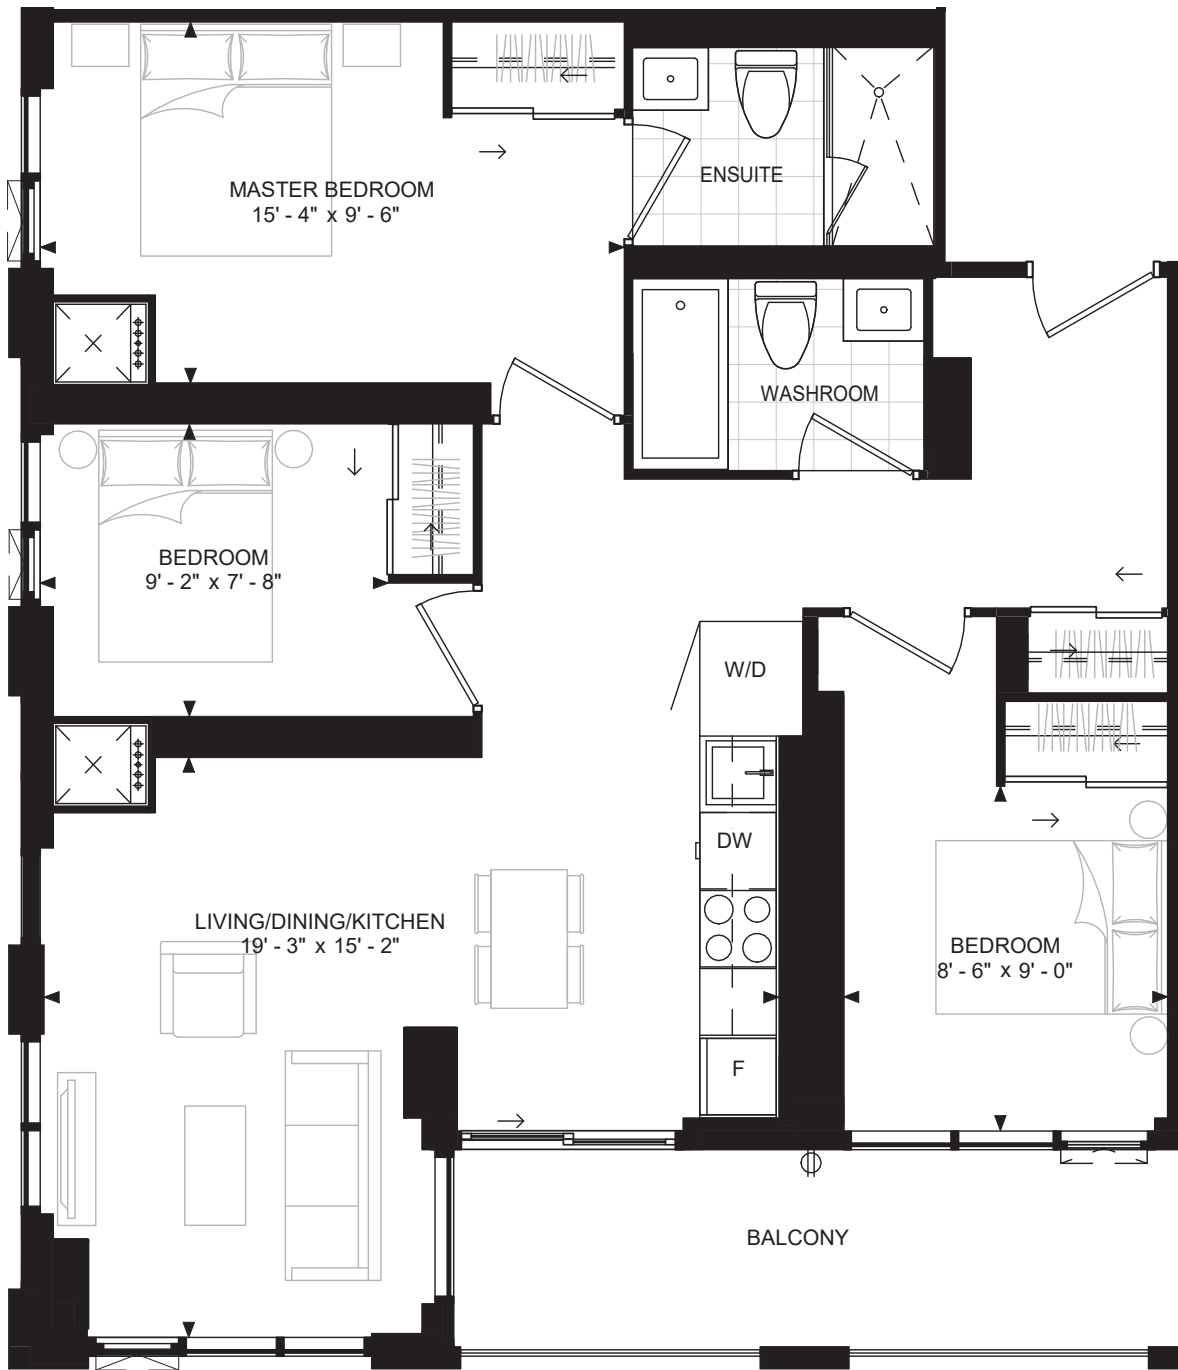 MASTER BEDROOM
15' - 4" x 9' - 6"
ENSUITE
WASHROOM
BEDROOM
9' - 2" x 7' - 8"
W/D
DW
LIVING/DINING/KITCHEN
19' - 3" x 15' - 2"
BEDROOM
8' - 6" x 9' - 0"
F
BALCONY